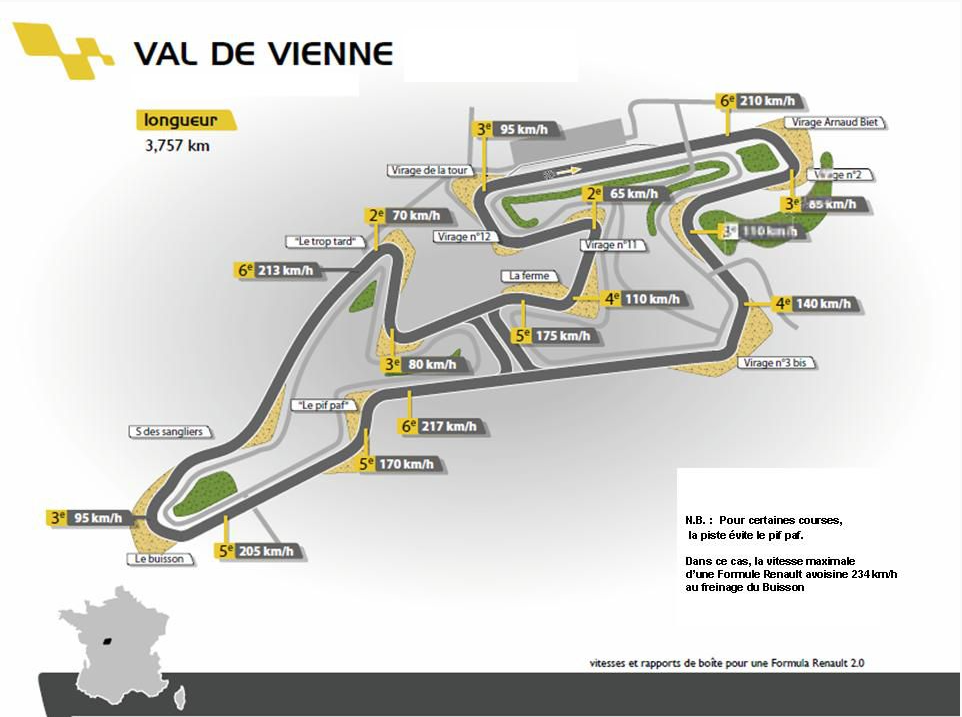 VAL DE VIENNE
longueur
3,757 km
6e 210 km/h
Virage Arnaud Biet
3e 95 km/h
Virage de la tour
Virage n°2
2e 65 km/h
3e 85 km/h
2e 70 km/h
3e 110 km/h
"Le trop tard"
Virage n°12
Virage n°11
6e 213 km/h
La ferme
4e 110 km/h
4e 140 km/h
5e 175 km/h
3e 80 km/h
Virage n°3 bis
"Le pif paf"
6e 217 km/h
S des sangliers
5e 170 km/h
3e 95 km/h
5e 205 km/h
Le buisson
N.B. : Pour certaines courses,
la piste évite le pif paf.
Dans ce cas, la vitesse maximale
d'une Formule Renault avoisine 234 km/h
au freinage du Buisson
vitesses et rapports de boîte pour une Formula Renault 2.0